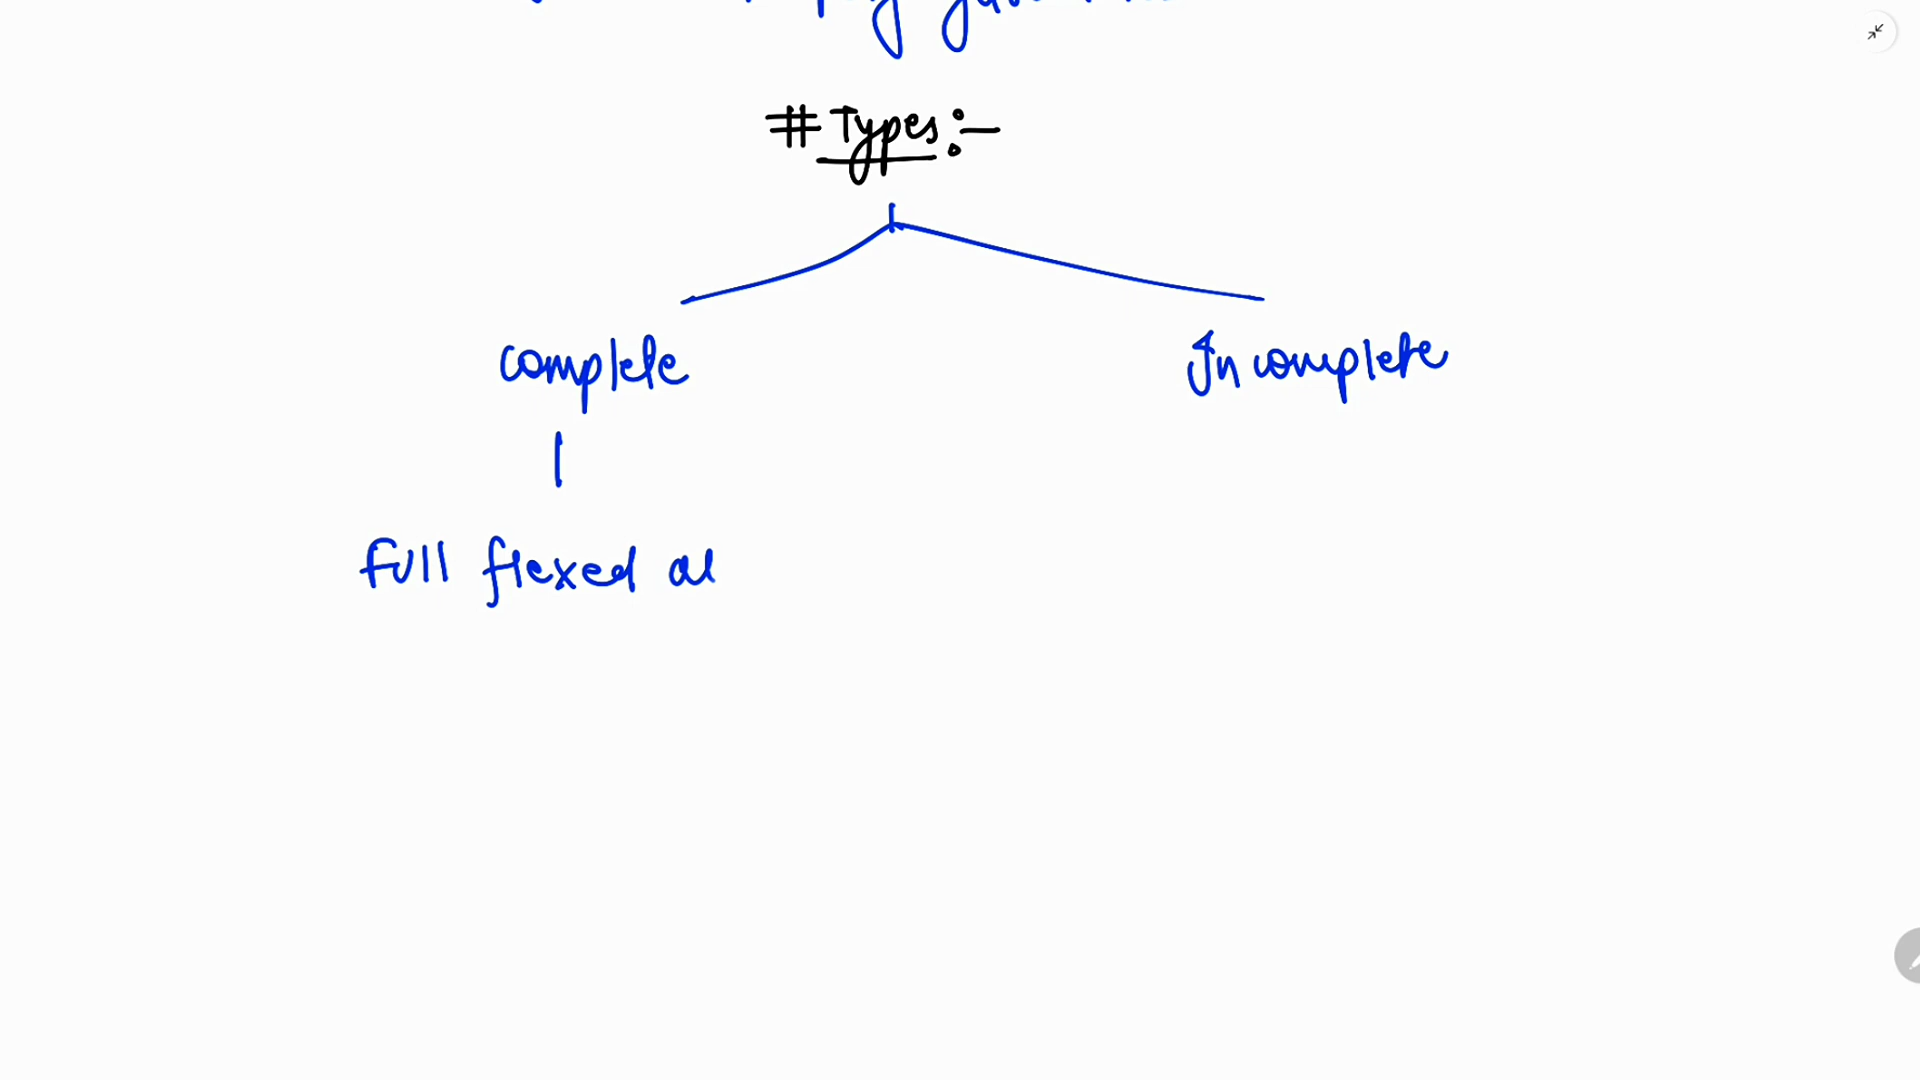 # Types :-
complete
Incomplete
full flexed al